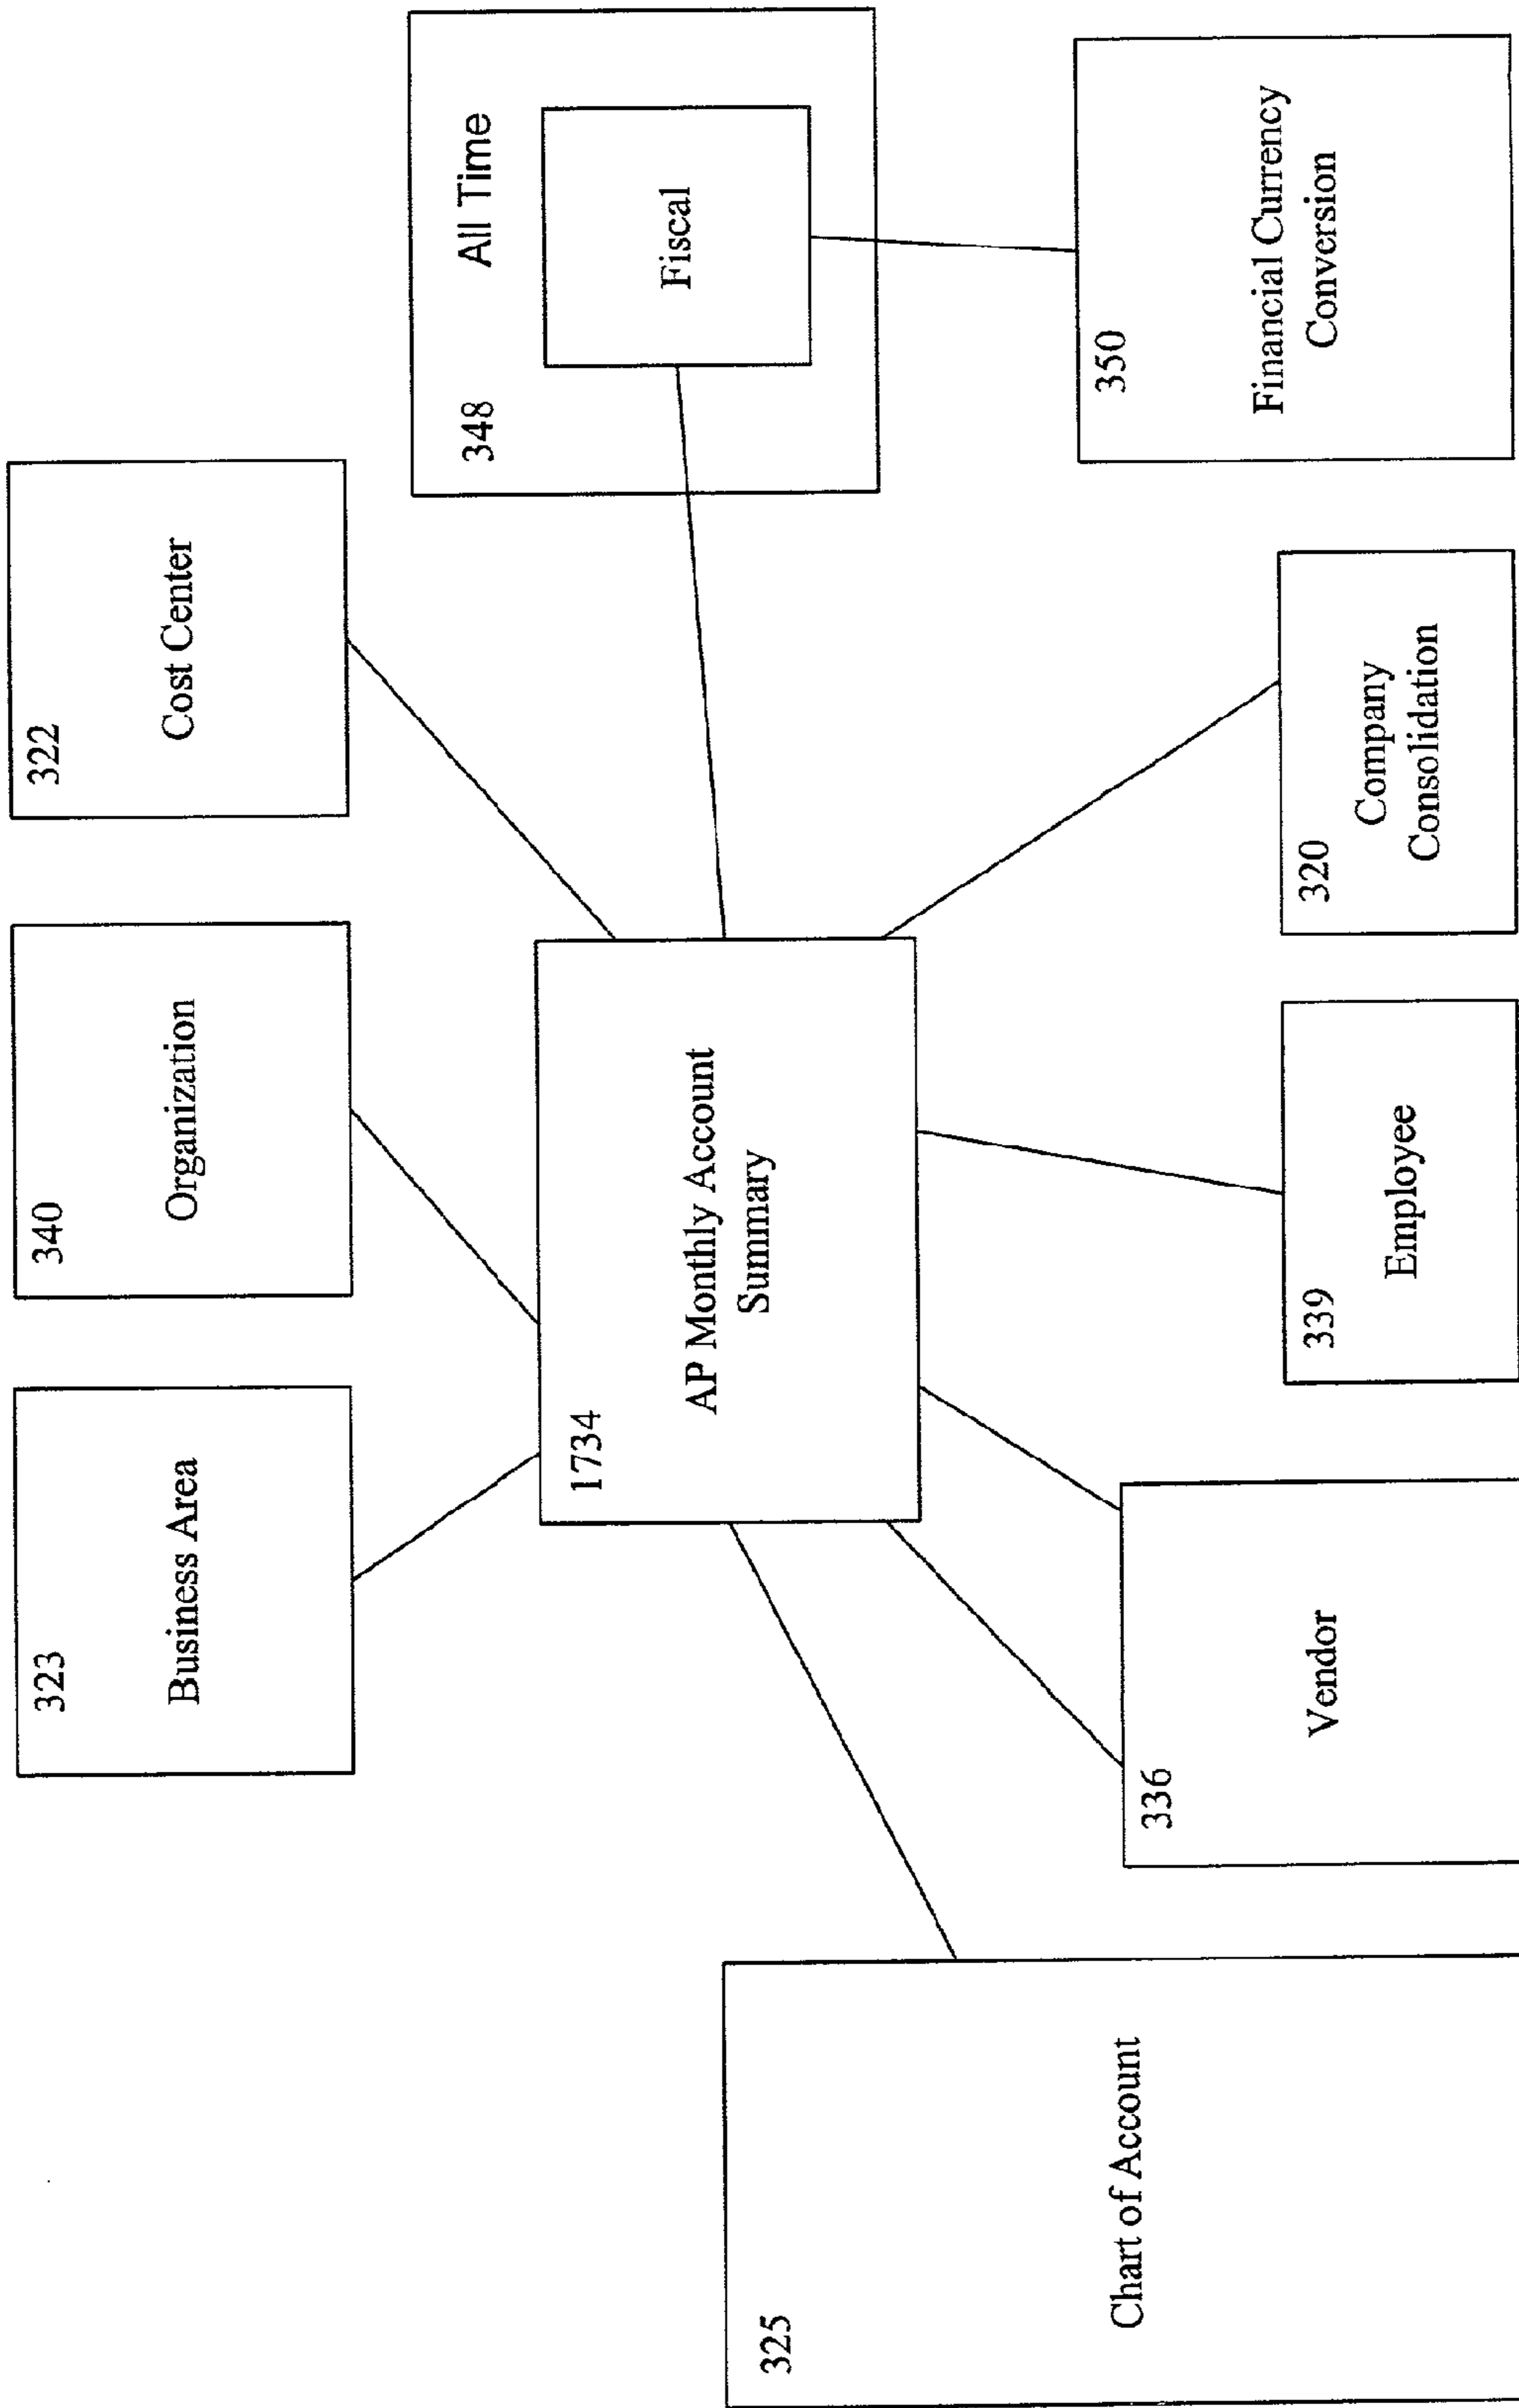 323
Business Area
340
Organization
322
Cost Center
1734
AP Monthly Account
Summary
348
All Time
Fiscal
325
Chart of Account
336
Vendor
339
Employee
320
Company
Consolidation
350
Financial Currency
Conversion